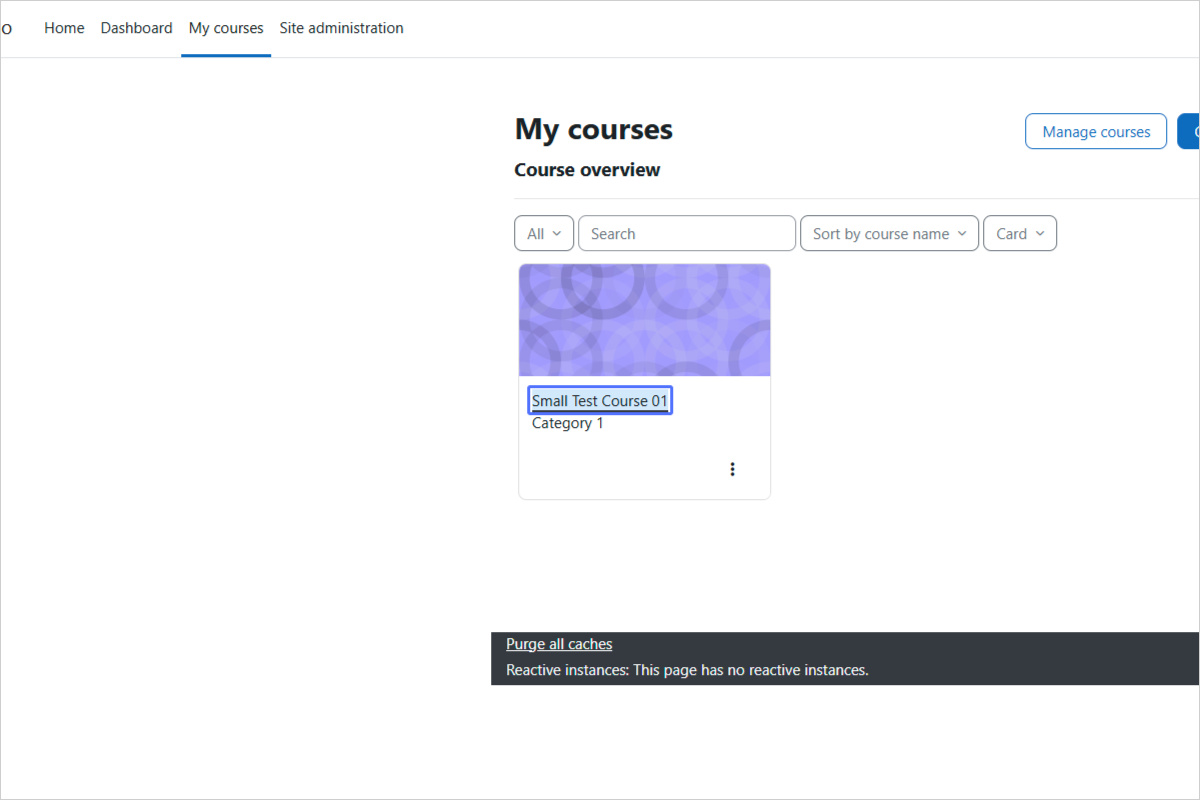 Home Dashboard My courses Site administration
My courses
Manage courses
Course overview
All Search Sort by course name Card
Small Test Course 01
Category 1
Purge all caches
Reactive instances: This page has no reactive instances.